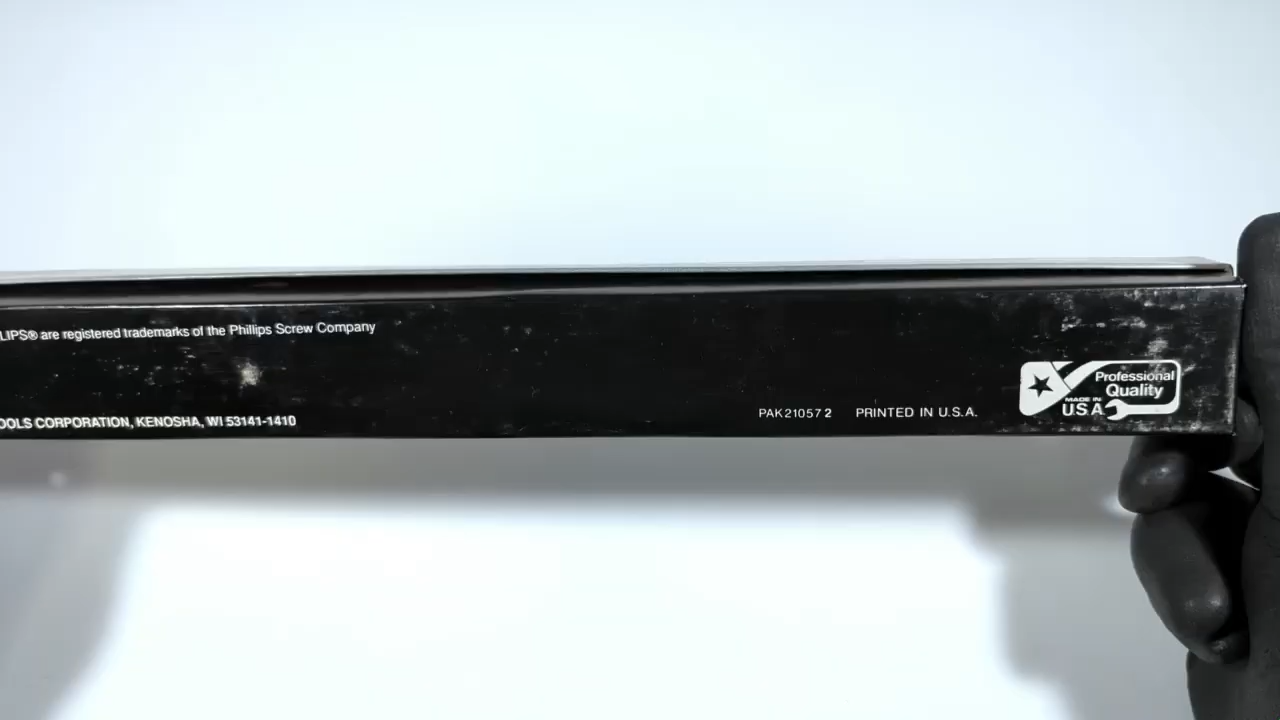 LIPS® are registered trademarks of the Phillips Screw Company
OOLS CORPORATION, KENOSHA, WI 53141-1410
PAK21057 2 PRINTED IN U.S.A.
Professional
Quality
MADE IN
U.S.A